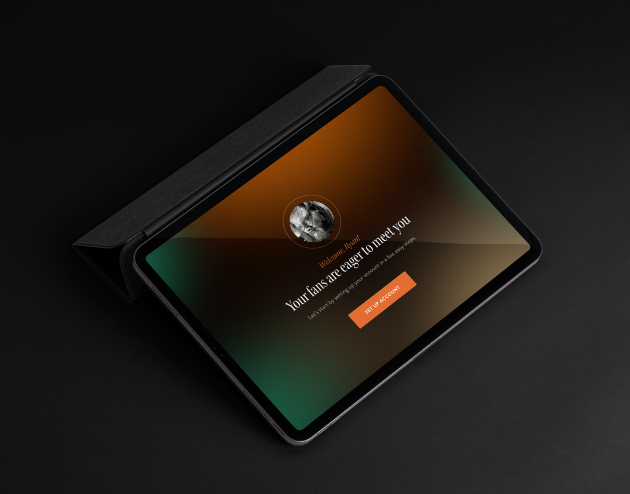 Welcome, Ryan!
Your fans are eager to meet you
Let's start by setting up your account in a few easy steps.
SET UP ACCOUNT